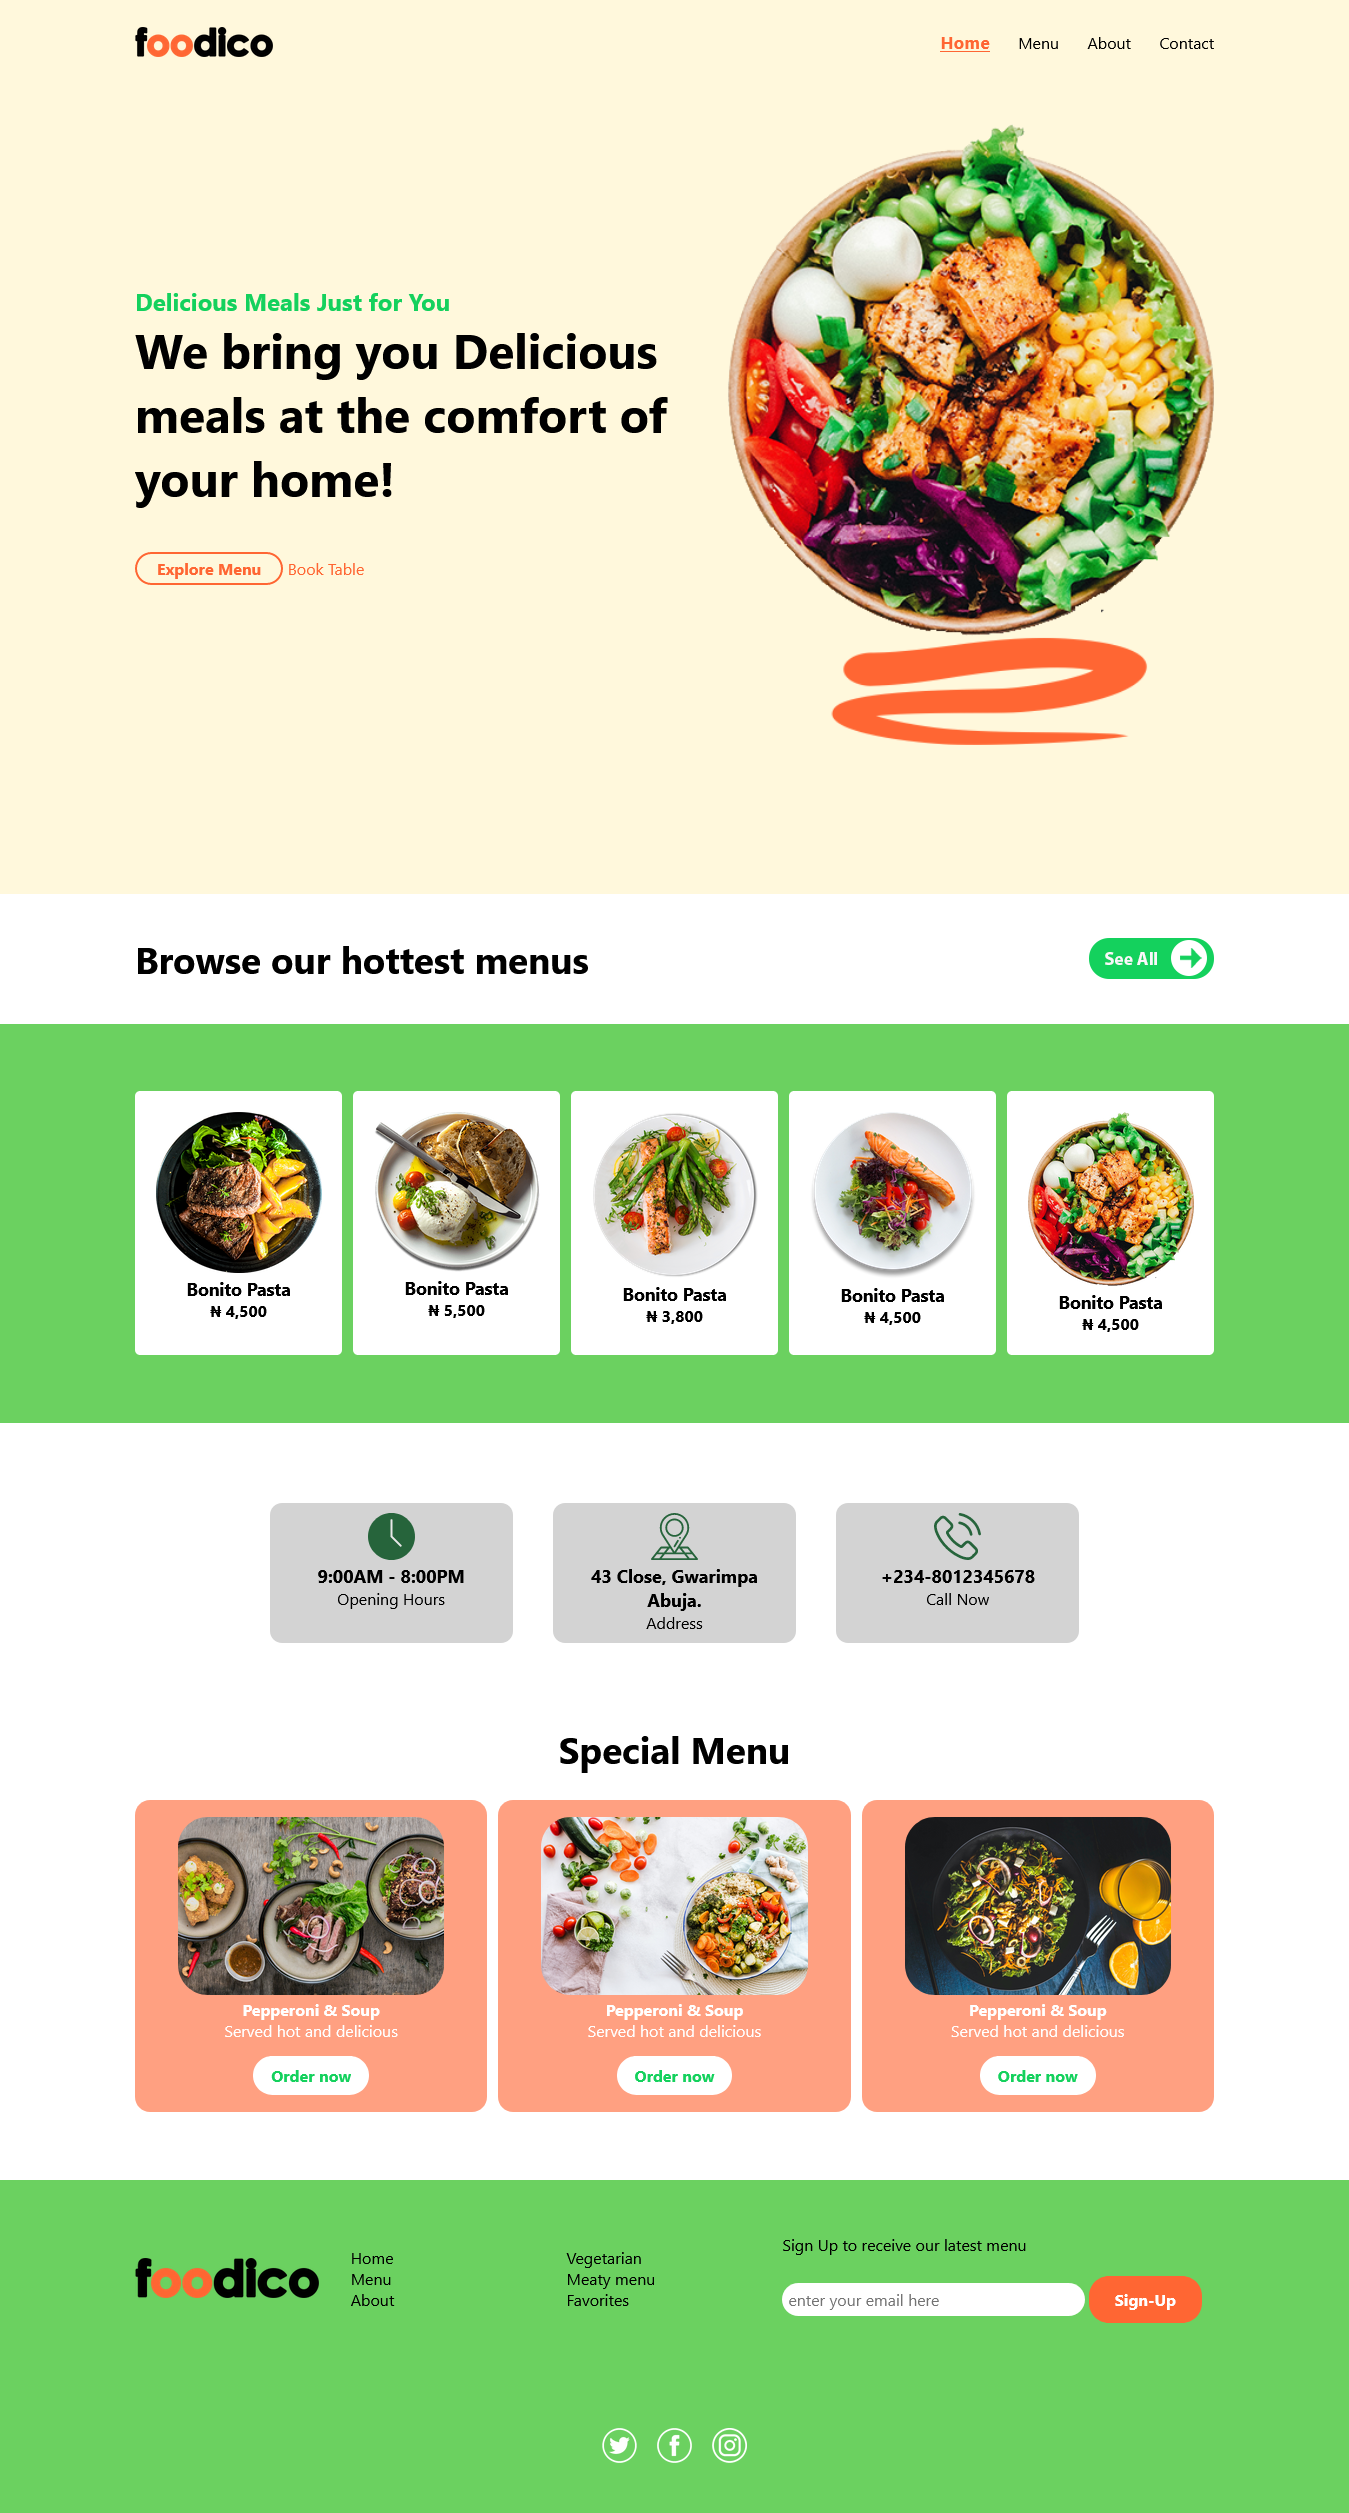 foodico
Home Menu About Contact
Delicious Meals Just for You
We bring you Delicious
meals at the comfort of
your home!
Explore Menu Book Table
Browse our hottest menus
See All
Bonito Pasta
₦ 4,500
Bonito Pasta
₦ 5,500
Bonito Pasta
₦ 3,800
Bonito Pasta
₦ 4,500
Bonito Pasta
₦ 4,500
9:00AM - 8:00PM
Opening Hours
43 Close, Gwarimpa
Abuja.
Address
+234-8012345678
Call Now
Special Menu
Pepperoni & Soup
Served hot and delicious
Order now
Pepperoni & Soup
Served hot and delicious
Order now
Pepperoni & Soup
Served hot and delicious
Order now
foodico
Home
Menu
About
Vegetarian
Meaty menu
Favorites
Sign Up to receive our latest menu
enter your email here
Sign-Up